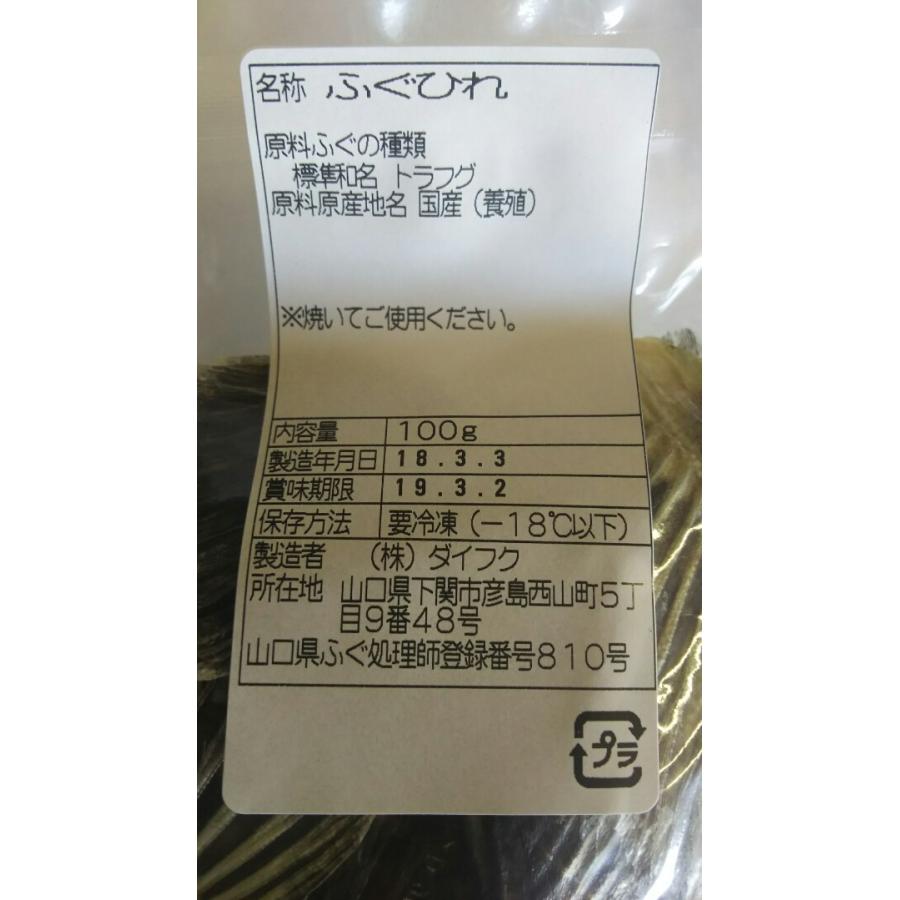 名称 ふぐひれ
原料ふぐの種類
標準和名 トラフグ
原料原産地名 国産（養殖）
※焼いてご使用ください。
内容量 100g
製造年月日 18.3.3
賞味期限 19.3.2
保存方法 要冷凍（－18℃以下）
製造者 （株）ダイフク
所在地 山口県下関市彦島西山町5丁
目9番48号
山口県ふぐ処理師登録番号810号
プラ